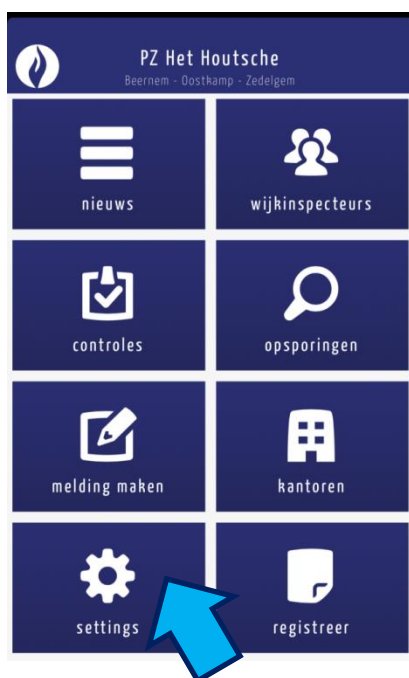 PZ Het Houtsche
Beernem - Oostkamp - Zedelgem
nieuws
wijkinspecteurs
controles
opsporingen
melding maken
kantoren
settings
registreer